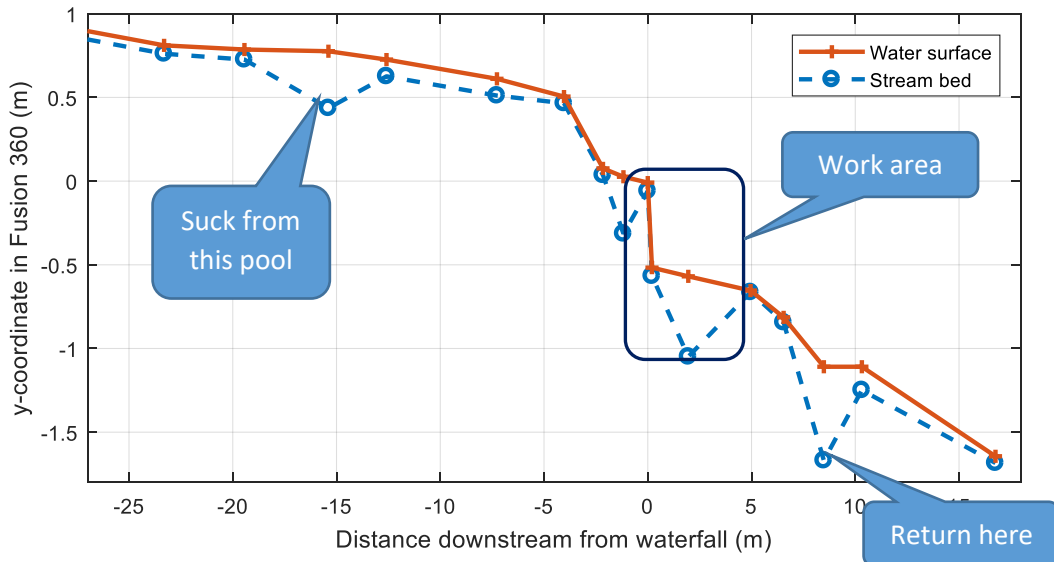 1
0.5
0
-0.5
-1
-1.5
y-coordinate in Fusion 360 (m)
Water surface
Stream bed
Work area
Suck from
this pool
-25
-20
-15
-10
-5
0
5
10
Distance downstream from waterfall (m)
Return here